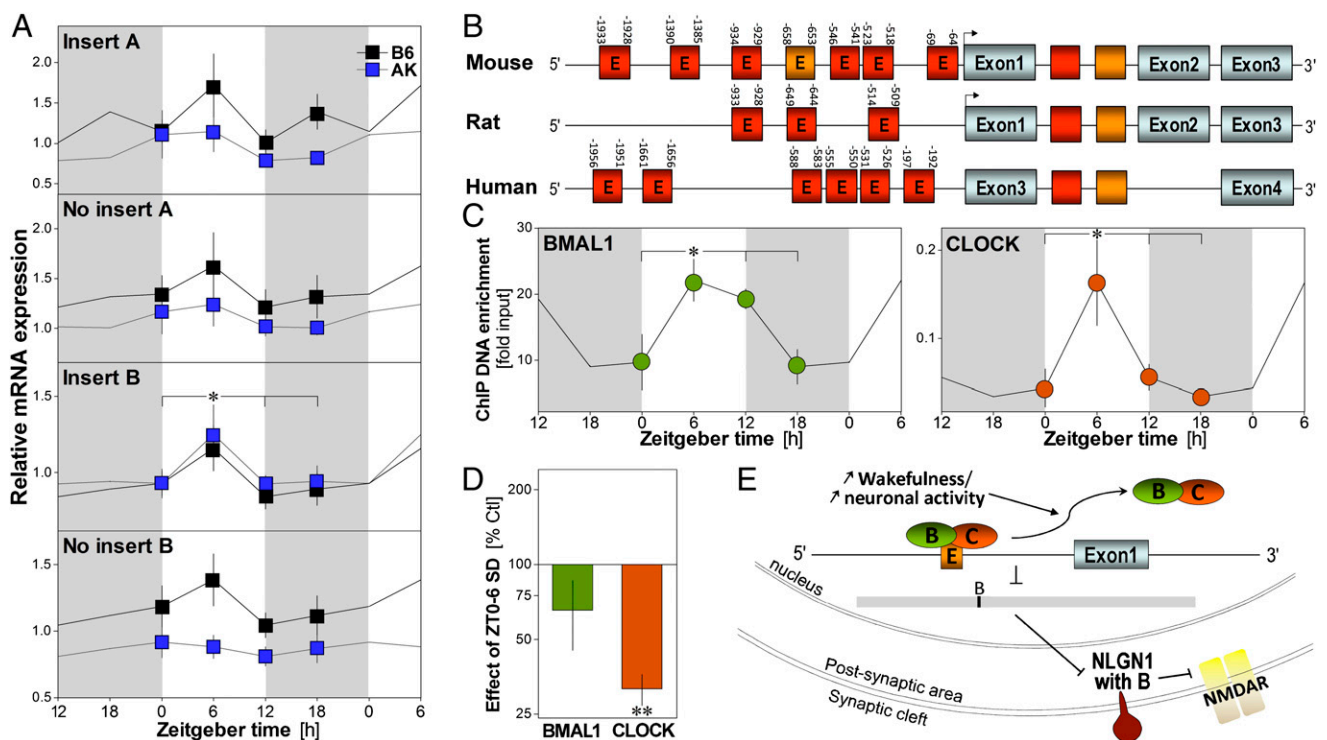 A
Insert A
B6
AK
2.0
1.5
1.0
0.5
No insert A
2.0
1.5
1.0
Insert B
*
1.5
1.0
No insert B
1.5
1.0
0.5
Relative mRNA expression
12 18 0 6 12 18 0 6
Zeitgeber time [h]
B
-1933 -1928 -1390 -1385 -934 -929 -658 -653 -546 -541 -523 -518 -69 -64
Mouse 5' E E E E E E E Exon1 Exon2 Exon3 3'
-933 -928 -649 -644 -514 -509
Rat 5' E E E Exon1 Exon2 Exon3 3'
-1956 -1951 -1661 -1656 -588 -583 -555 -550 -531 -526 -197 -192
Human 5' E E E E E E Exon3 Exon4 3'
C
BMAL1
*
30
20
10
ChIP DNA enrichment
[fold input]
12 18 0 6 12 18 0 6
Zeitgeber time [h]
CLOCK
*
0.2
0.1
12 18 0 6 12 18 0 6
Zeitgeber time [h]
D
Effect of ZT0-6 SD [% Ctl]
200
100
75
50
25
**
BMAL1 CLOCK
E
↗ Wakefulness/
↗ neuronal activity
B C
B C
E
5' Exon1 3'
nucleus
B
Post-synaptic area
Synaptic cleft
NLGN1
with B
NMDAR